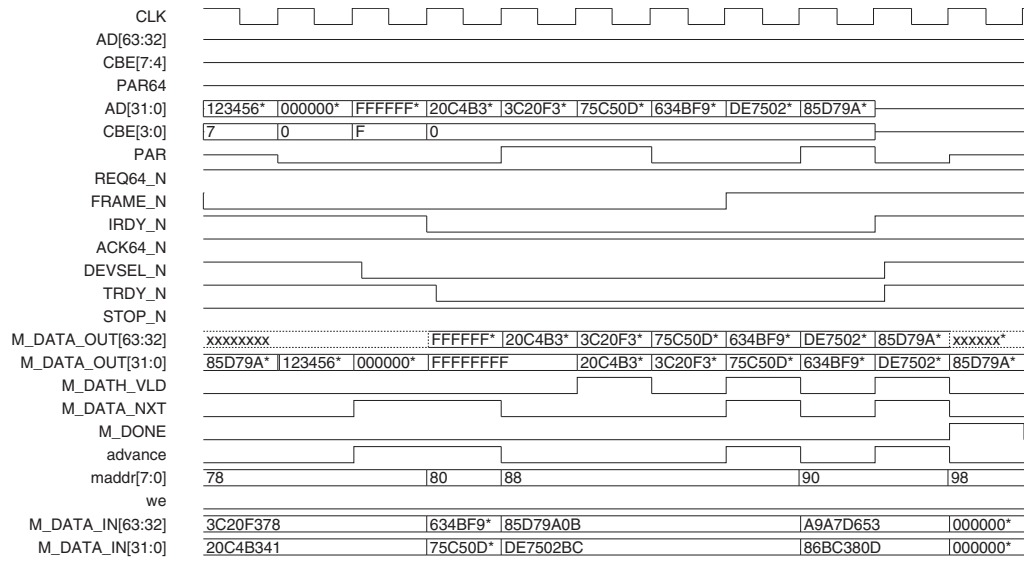 CLK
AD[63:32]
CBE[7:4]
PAR64
AD[31:0] 123456* 000000* FFFFFF* 20C4B3* 3C20F3* 75C50D* 634BF9* DE7502* 85D79A*
CBE[3:0] 7 0 F 0
PAR
REQ64_N
FRAME_N
IRDY_N
ACK64_N
DEVSEL_N
TRDY_N
STOP_N
M_DATA_OUT[63:32] xxxxxxxx FFFFFF* 20C4B3* 3C20F3* 75C50D* 634BF9* DE7502* 85D79A* xxxxxx*
M_DATA_OUT[31:0] 85D79A* 123456* 000000* FFFFFFFF 20C4B3* 3C20F3* 75C50D* 634BF9* DE7502* 85D79A*
M_DATH_VLD
M_DATA_NXT
M_DONE
advance
maddr[7:0] 78 80 88 90 98
we
M_DATA_IN[63:32] 3C20F378 634BF9* 85D79A0B A9A7D653 000000*
M_DATA_IN[31:0] 20C4B341 75C50D* DE7502BC 86BC380D 000000*